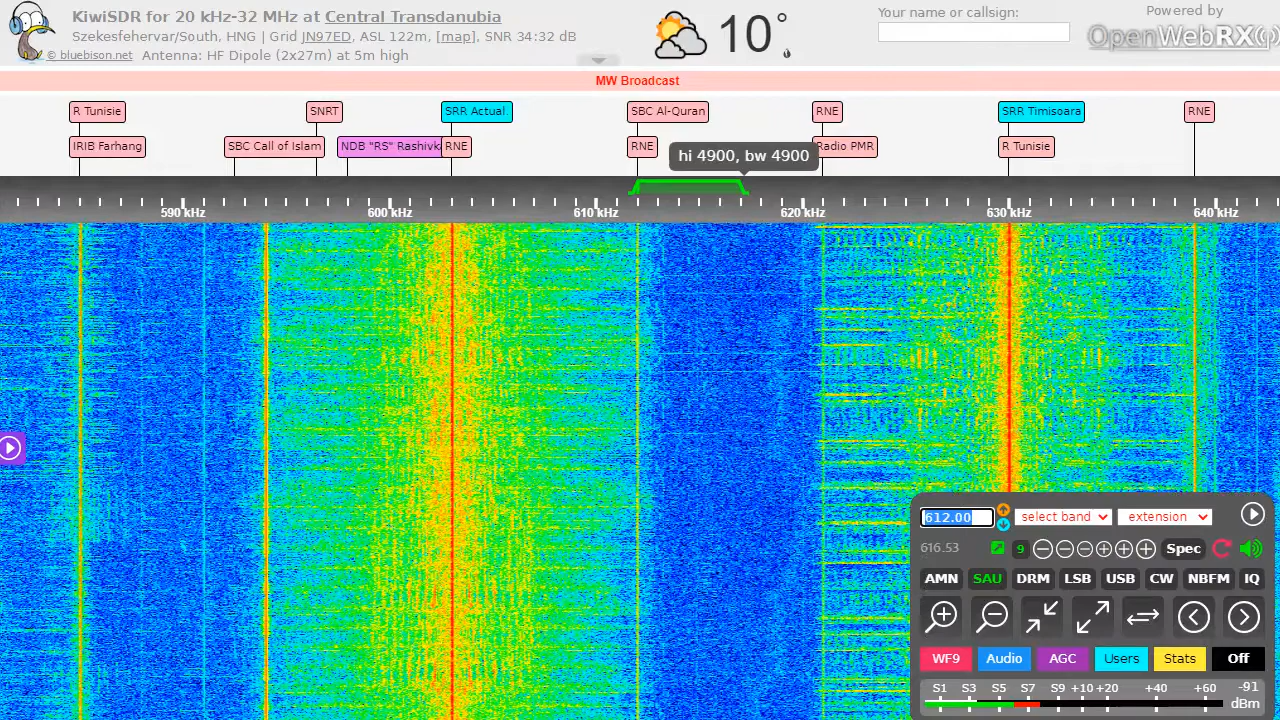 KiwiSDR for 20 kHz-32 MHz at Central Transdanubia
Szekesfehervar/South, HNG | Grid JN97ED, ASL 122m, [map], SNR 34:32 dB
© bluebison.net Antenna: HF Dipole (2x27m) at 5m high
10°
Your name or callsign:
Powered by
OpenWebRX
MW Broadcast
R Tunisie SNRT SRR Actual. SBC Al-Quran RNE SRR Timisoara RNE
IRIB Farhang SBC Call of Islam NDB "RS" Rashivka RNE RNE Radio PMR R Tunisie
hi 4900, bw 4900
590 kHz 600 kHz 610 kHz 620 kHz 630 kHz 640 kHz
612.00 select band extension
616.53 9 Spec
AMN SAU DRM LSB USB CW NBFM IQ
WF9 Audio AGC Users Stats Off
S1 S3 S5 S7 S9 +10 +20 +40 +60 -91
dBm